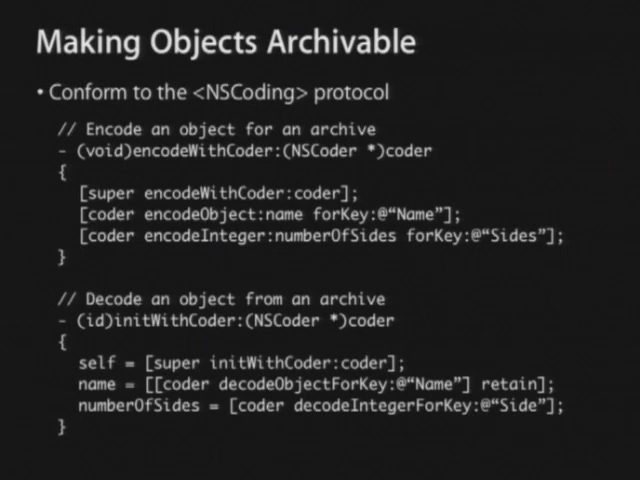 Making Objects Archivable
• Conform to the <NSCoding> protocol
// Encode an object for an archive
- (void)encodeWithCoder:(NSCoder *)coder
{
[super encodeWithCoder:coder];
[coder encodeObject:name forKey:@“Name”];
[coder encodeInteger:numberOfSides forKey:@“Sides”];
}
// Decode an object from an archive
- (id)initWithCoder:(NSCoder *)coder
{
self = [super initWithCoder:coder];
name = [[coder decodeObjectForKey:@“Name”] retain];
numberOfSides = [coder decodeIntegerForKey:@“Side”];
}